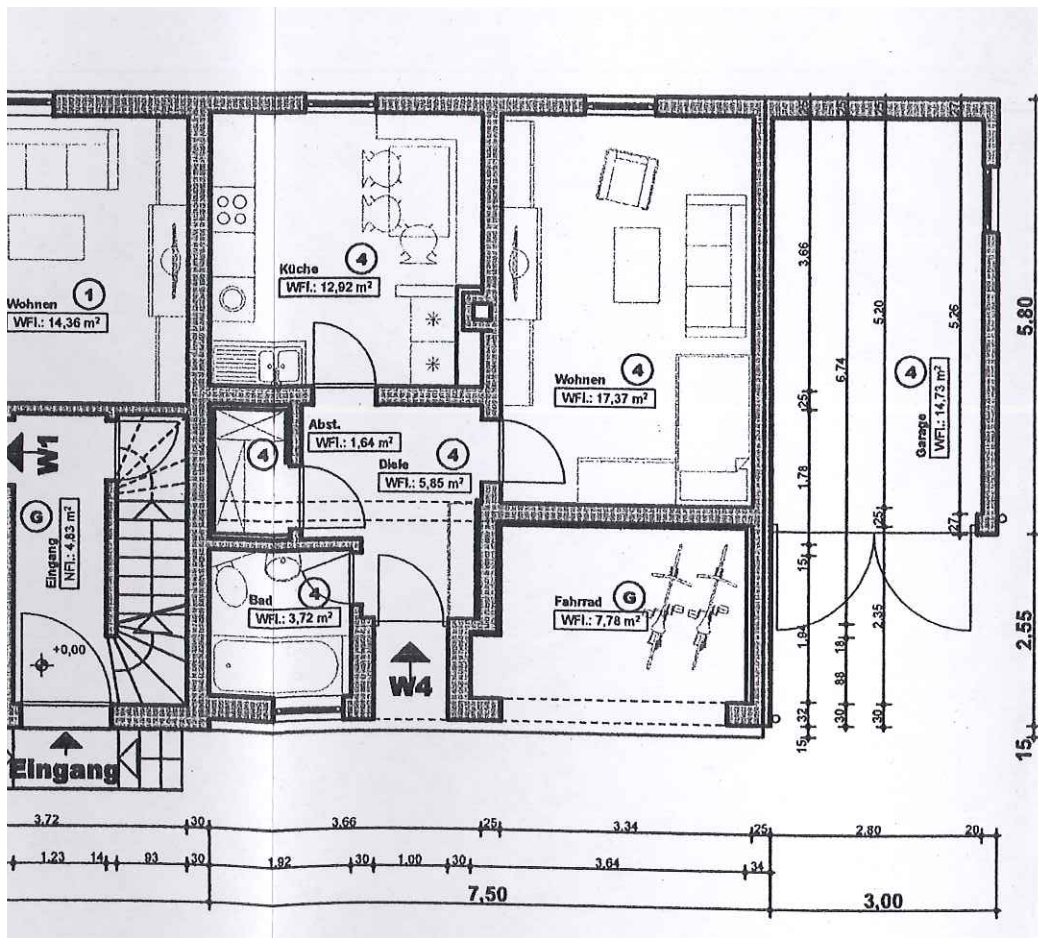 Wohnen 1
WFl.: 14,36 m²
Küche 4
WFl.: 12,92 m²
Wohnen 4
WFl.: 17,37 m²
Garage 4
WFl.: 14,73 m²
Abst.
WFl.: 1,64 m²
4
Diele 4
WFl.: 5,85 m²
W1
G
Eingang
NFl.: 4,83 m²
+0,00
Bad 4
WFl.: 3,72 m²
Fahrrad G
WFl.: 7,78 m²
W4
Eingang
3.66
25
1,78
15
1,94
32
15
6,74
18
88
30
25
5,20
25
2.35
30
27
5,26
27
5.80
2.55
15
3.72
30
3.66
25
3.34
25
2.80
20
1,23
14
93
30
1.92
30
1.00
30
3.64
34
7,50
3,00